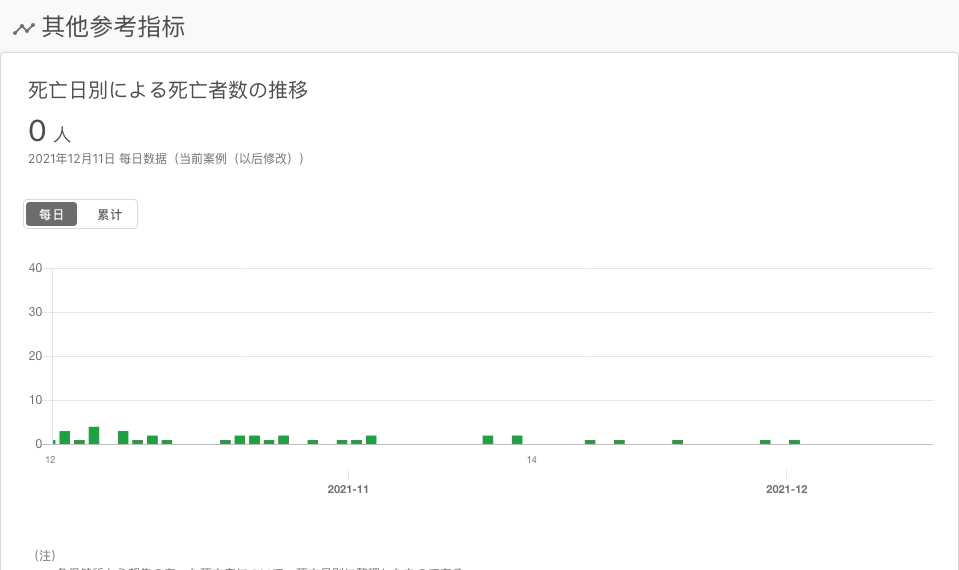 其他参考指标
死亡日別による死亡者数の推移
0 人
2021年12月11日 每日数据（当前案例（以后修改））
每日 累计
40
30
20
10
0
12 14
2021-11 2021-12
（注）